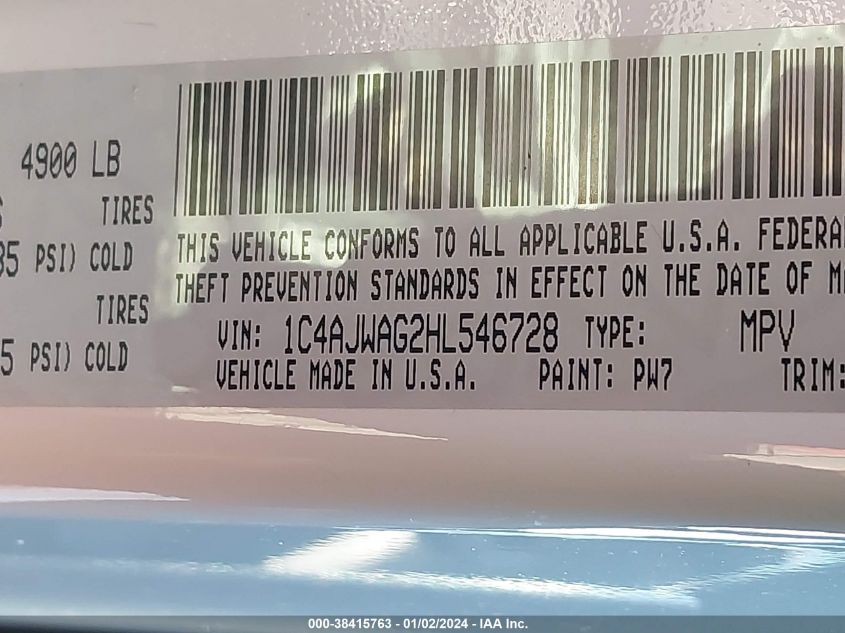 4900 LB
TIRES
PSI) COLD
TIRES
PSI) COLD
THIS VEHICLE CONFORMS TO ALL APPLICABLE U.S.A. FEDERA
THEFT PREVENTION STANDARDS IN EFFECT ON THE DATE OF M
VIN: 1C4AJWAG2HL546728 TYPE: MPV
VEHICLE MADE IN U.S.A. PAINT: PW7 TRIM:
000-38415763 - 01/02/2024 - IAA Inc.